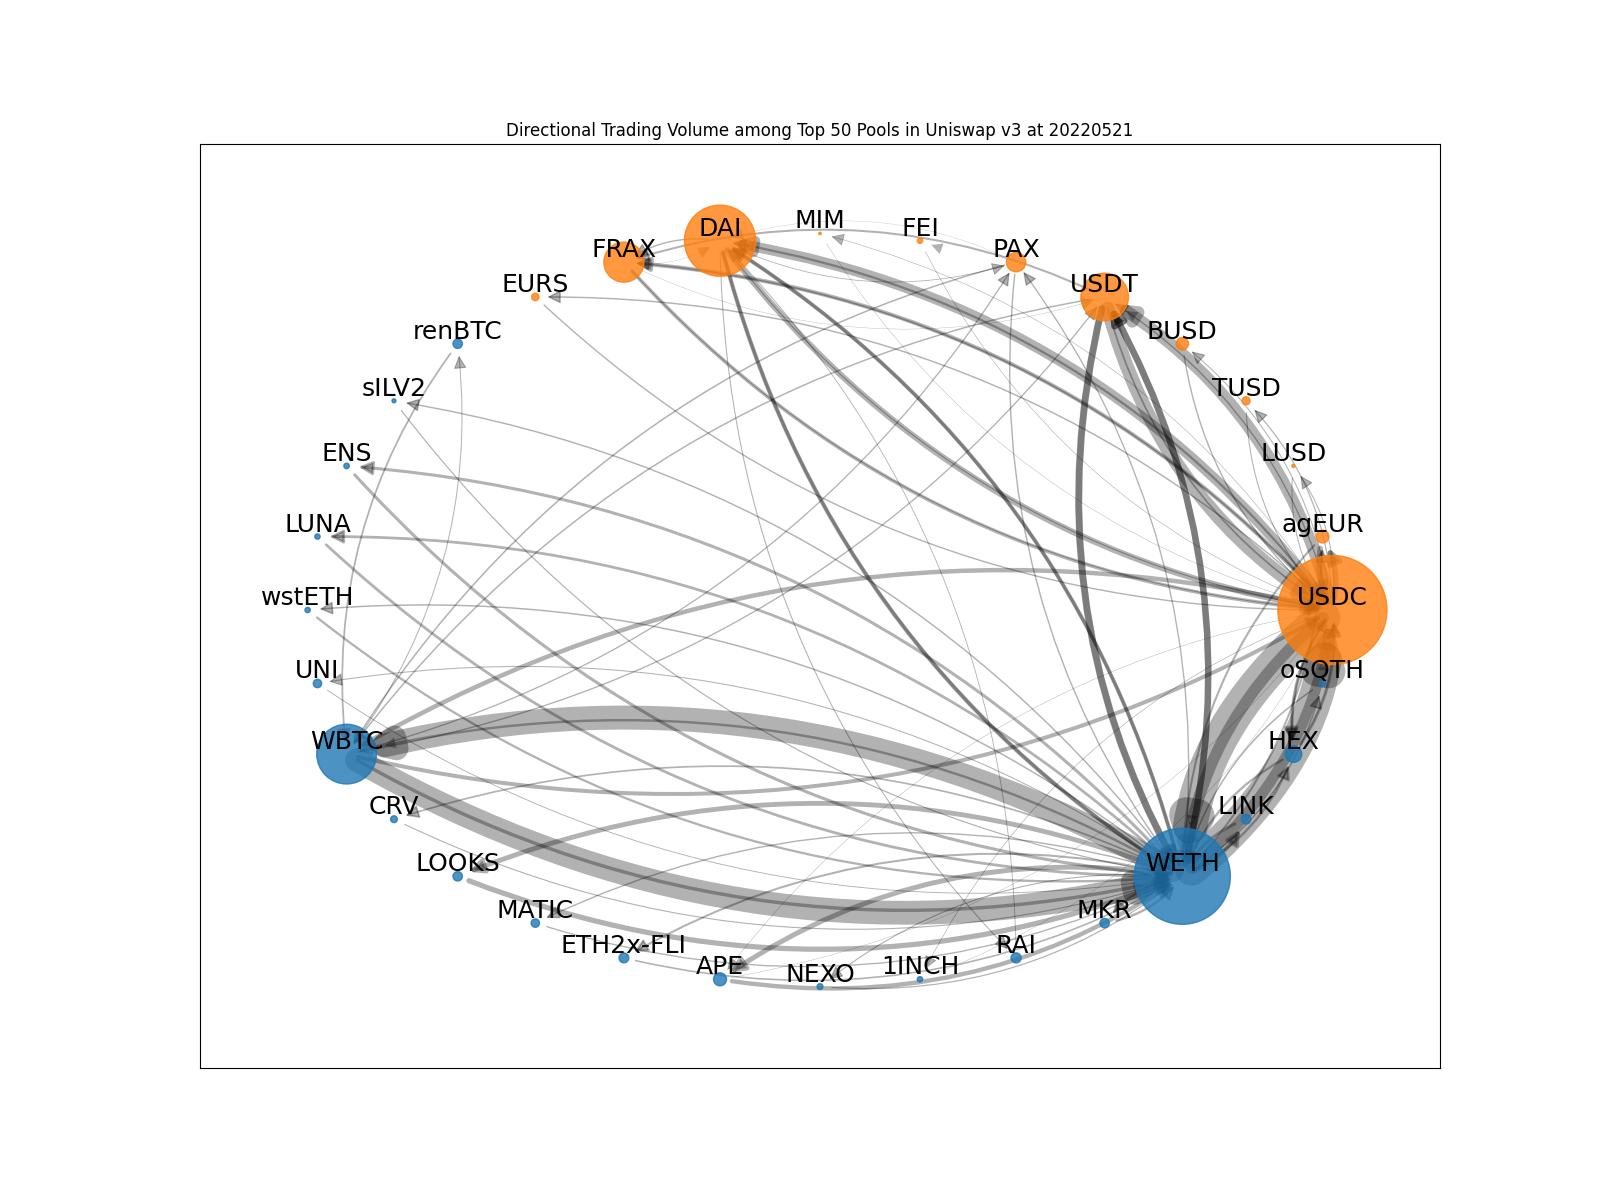 Directional Trading Volume among Top 50 Pools in Uniswap v3 at 20220521
MIM
FEI
DAI
FRAX
PAX
EURS
USDT
renBTC
BUSD
sILV2
TUSD
ENS
LUSD
LUNA
agEUR
wstETH
USDC
UNI
oSQTH
WBTC
HEX
CRV
LINK
LOOKS
WETH
MATIC
MKR
ETH2x-FLI
RAI
APE
1INCH
NEXO